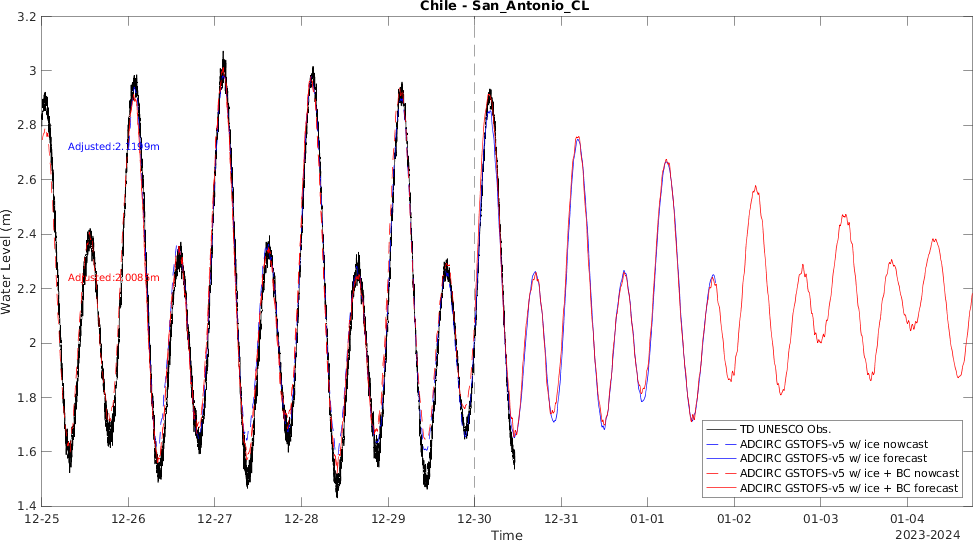 Chile - San_Antonio_CL
3.2
3
2.8
2.6
2.4
2.2
2
1.8
1.6
1.4
Water Level (m)
Adjusted:2.1199m
Adjusted:2.0085m
TD UNESCO Obs.
ADCIRC GSTOFS-v5 w/ ice nowcast
ADCIRC GSTOFS-v5 w/ ice forecast
ADCIRC GSTOFS-v5 w/ ice + BC nowcast
ADCIRC GSTOFS-v5 w/ ice + BC forecast
12-25 12-26 12-27 12-28 12-29 12-30 12-31 01-01 01-02 01-03 01-04
Time
2023-2024